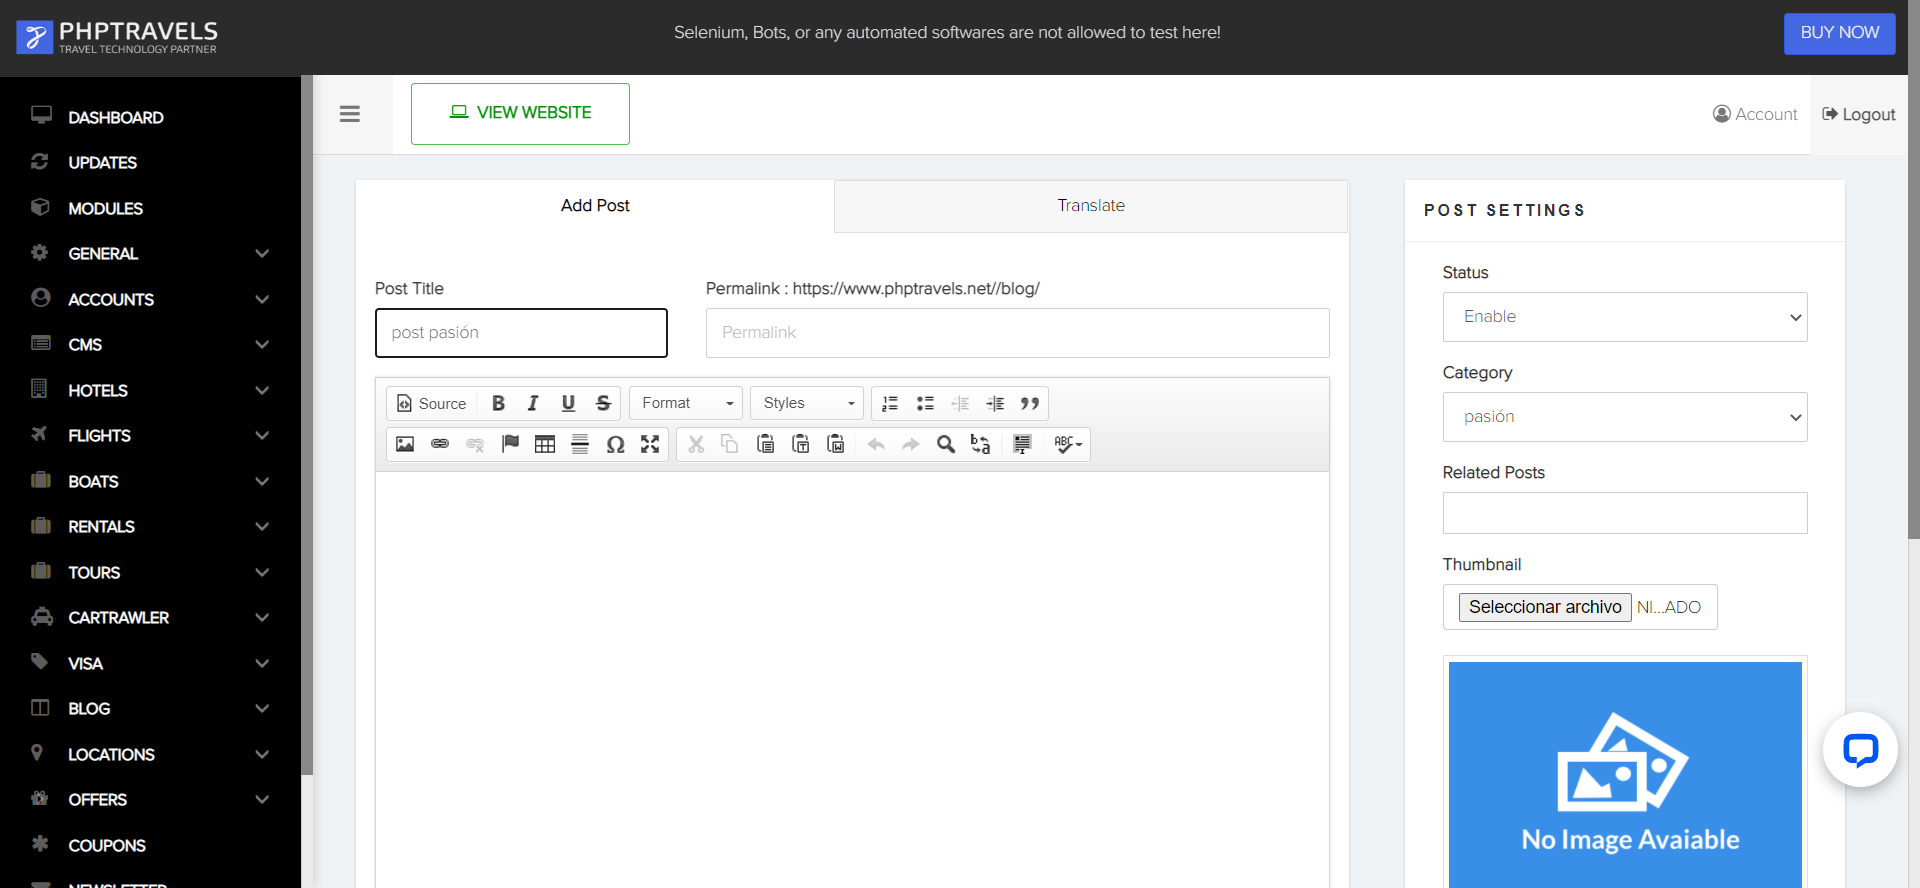 PHPTRAVELS
TRAVEL TECHNOLOGY PARTNER
Selenium, Bots, or any automated softwares are not allowed to test here!
BUY NOW
VIEW WEBSITE
Account
Logout
DASHBOARD
UPDATES
MODULES
GENERAL
ACCOUNTS
CMS
HOTELS
FLIGHTS
BOATS
RENTALS
TOURS
CARTRAWLER
VISA
BLOG
LOCATIONS
OFFERS
COUPONS
NEWSLETTER
Add Post
Translate
Post Title
Permalink : https://www.phptravels.net//blog/
post pasión
Permalink
Source
Format
Styles
ABC
POST SETTINGS
Status
Enable
Category
pasión
Related Posts
Thumbnail
Seleccionar archivo NI...ADO
No Image Avaiable